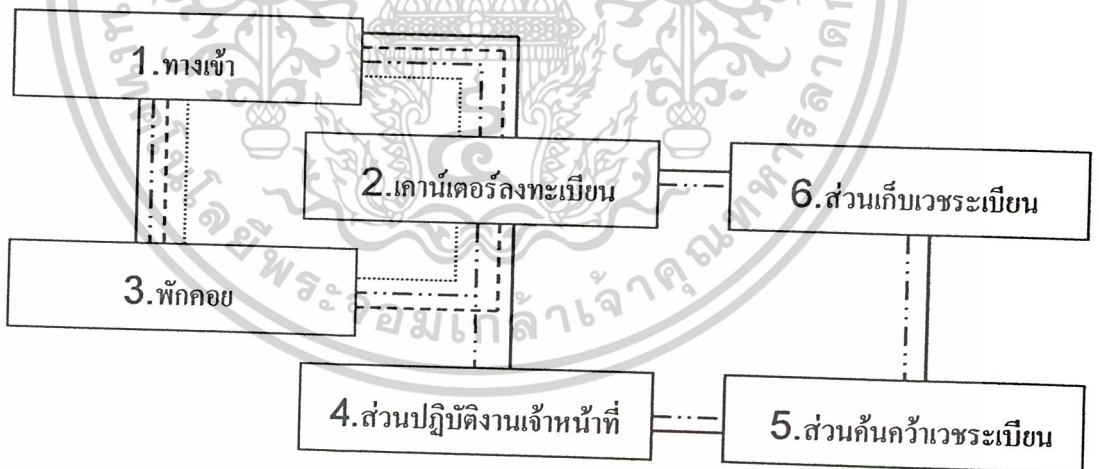 1.ทางเข้า
2.เคาน์เตอร์ลงทะเบียน
6.ส่วนเก็บเวชระเบียน
3.พักคอย
4.ส่วนปฏิบัติงานเจ้าหน้าที่
5.ส่วนค้นคว้าเวชระเบียน